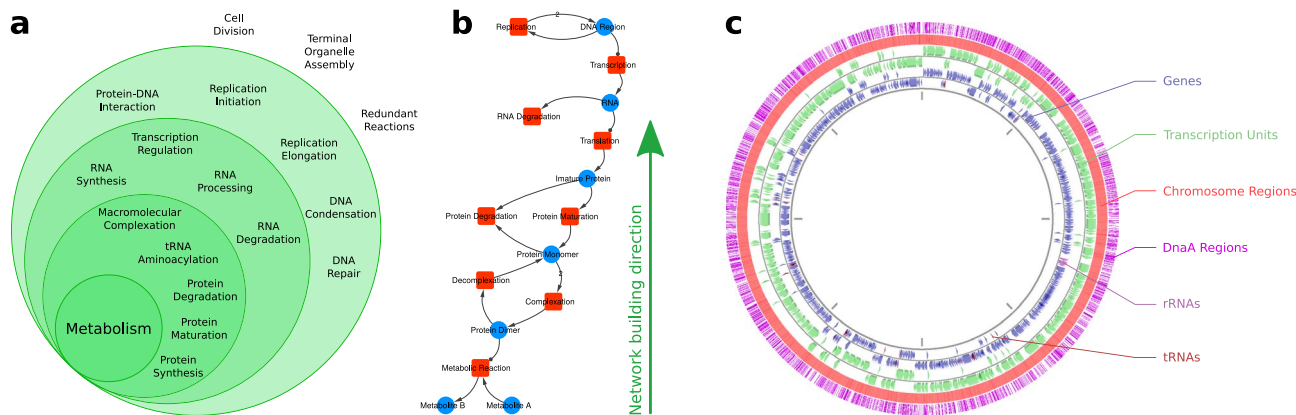 a
Cell
Division
Terminal
Organelle
Assembly
Protein-DNA
Interaction
Replication
Initiation
Redundant
Reactions
Transcription
Regulation
Replication
Elongation
RNA
Synthesis
RNA
Processing
DNA
Condensation
Macromolecular
Complexation
RNA
Degradation
tRNA
Aminoacylation
DNA
Repair
Protein
Degradation
Metabolism
Protein
Maturation
Protein
Synthesis
b
Replication
2
DNA Region
Transcription
RNA
RNA Degradation
Translation
Imature Protein
Protein Degradation
Protein Maturation
Protein Monomer
2
Decomplexation
Complexation
Protein Dimer
Metabolic Reaction
Metabolite B
Metabolite A
Network building direction
c
Genes
Transcription Units
Chromosome Regions
DnaA Regions
rRNAs
tRNAs